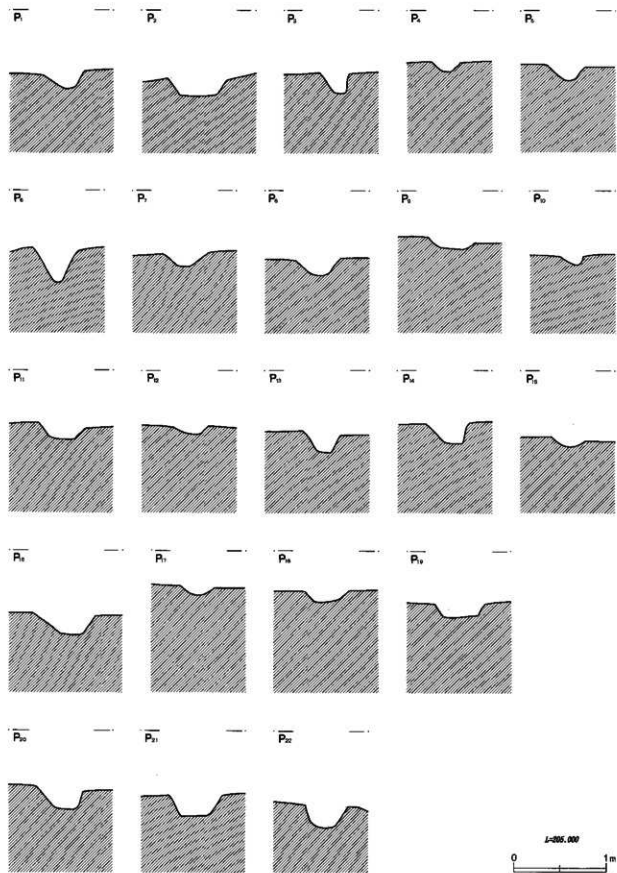 P₁ P₂ P₃ P₄ P₅
P₆ P₇ P₈ P₉ P₁₀
P₁₁ P₁₂ P₁₃ P₁₄ P₁₅
P₁₆ P₁₇ P₁₈ P₁₉
P₂₀ P₂₁ P₂₂
L=205.000
0 1m